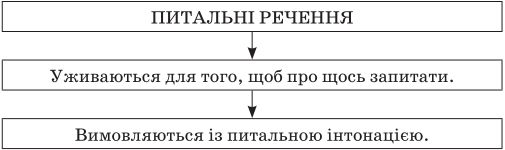 ПИТАЛЬНІ РЕЧЕННЯ
Уживаються для того, щоб про щось запитати.
Вимовляються із питальною інтонацією.